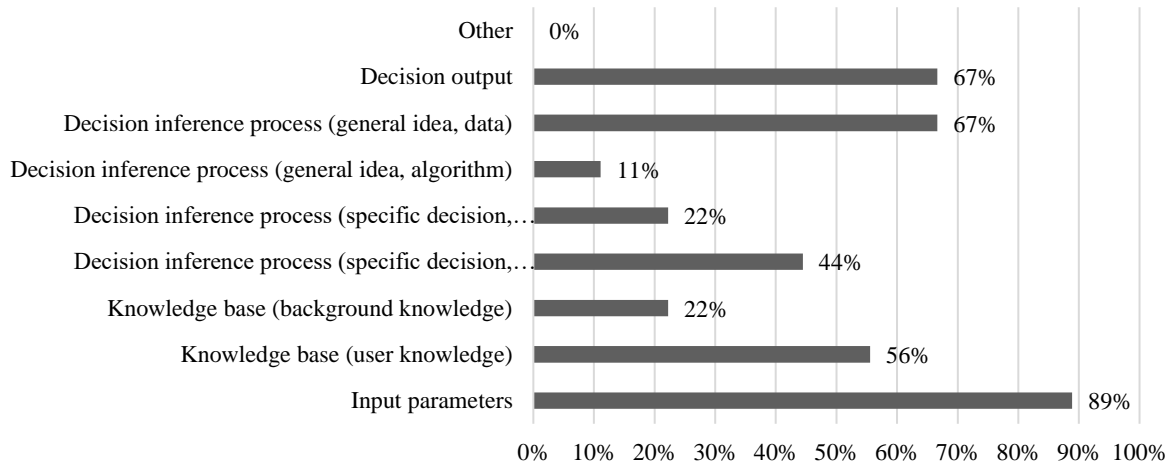 Other 0%
Decision output 67%
Decision inference process (general idea, data) 67%
Decision inference process (general idea, algorithm) 11%
Decision inference process (specific decision,… 22%
Decision inference process (specific decision,… 44%
Knowledge base (background knowledge) 22%
Knowledge base (user knowledge) 56%
Input parameters 89%
0% 10% 20% 30% 40% 50% 60% 70% 80% 90% 100%